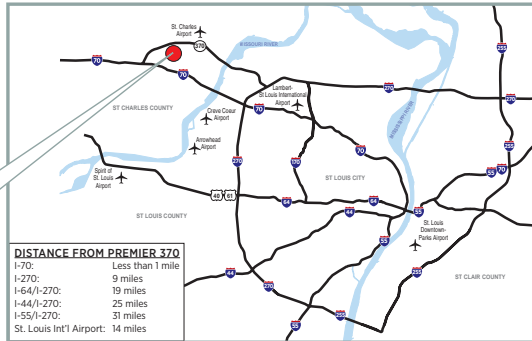 St. Charles
Airport
370
MISSOURI RIVER
255
70
70
270
270
Lambert-
St. Louis International
Airport
ST CHARLES COUNTY
Creve Coeur
Airport
70
MISSISSIPPI RIVER
Arrowhead
Airport
255
70
270
170
55
70
Spirit of
St. Louis
Airport
ST LOUIS CITY
40
61
64
64
ST LOUIS COUNTY
44
55
St. Louis
Downtown-
Parks Airport
55
DISTANCE FROM PREMIER 370
I-70: Less than 1 mile
I-270: 9 miles
I-64/I-270: 19 miles
I-44/I-270: 25 miles
I-55/I-270: 31 miles
St. Louis Int'l Airport: 14 miles
44
270
255
ST CLAIR COUNTY
255
55